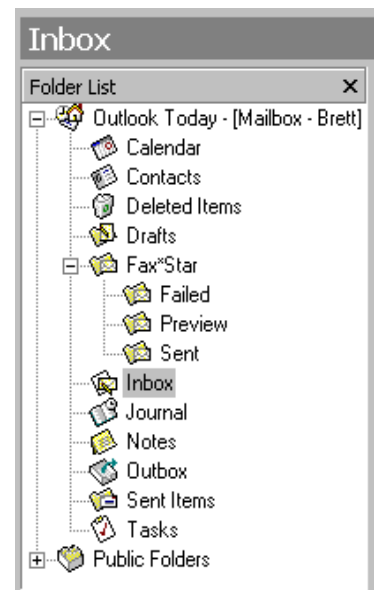 Inbox
Folder List
Outlook Today - [Mailbox - Brett]
Calendar
Contacts
Deleted Items
Drafts
Fax*Star
Failed
Preview
Sent
Inbox
Journal
Notes
Outbox
Sent Items
Tasks
Public Folders